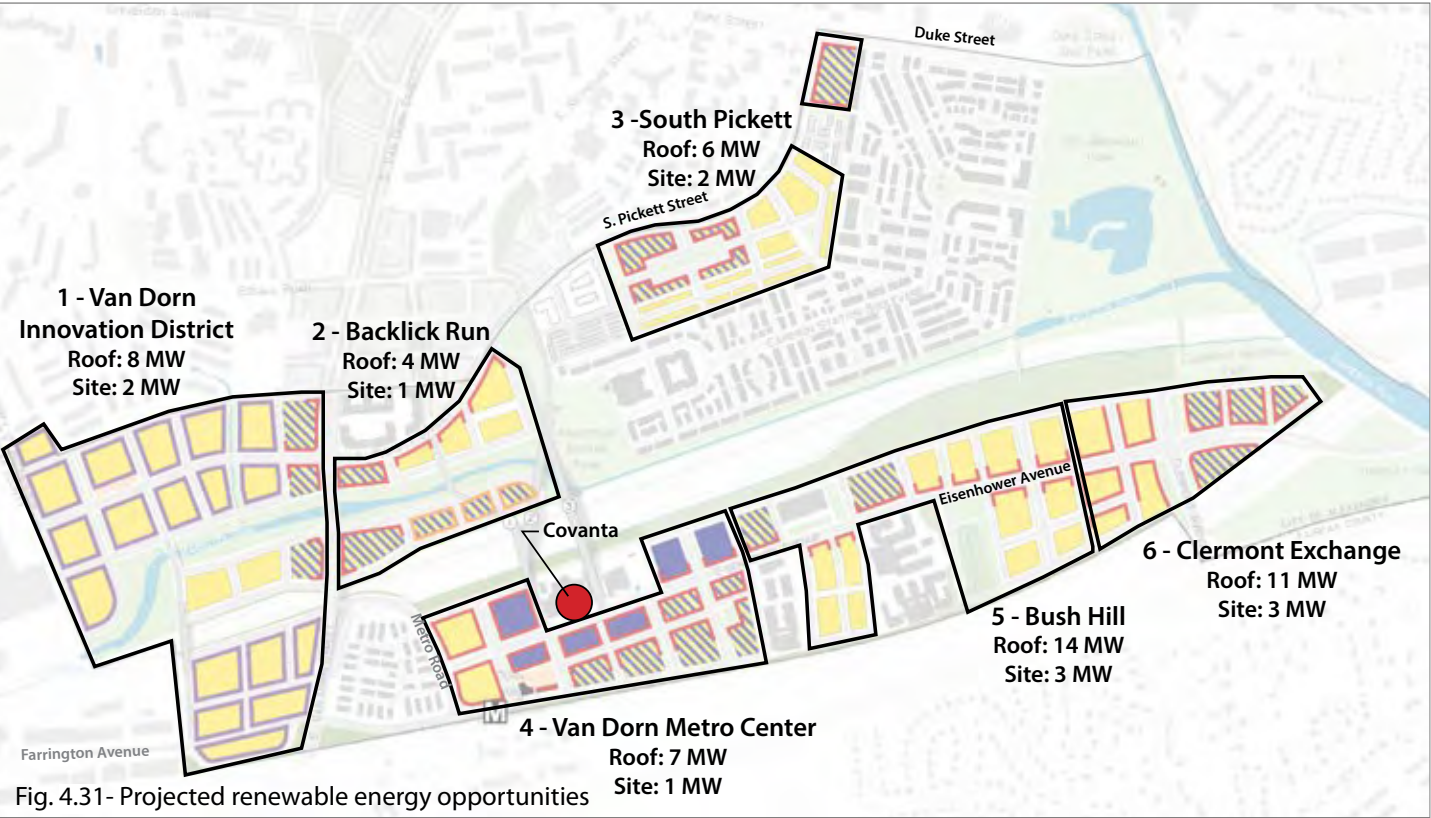 Duke Street
3 -South Pickett
Roof: 6 MW
Site: 2 MW
S. Pickett Street
1 - Van Dorn
Innovation District
Roof: 8 MW
Site: 2 MW
2 - Backlick Run
Roof: 4 MW
Site: 1 MW
Eisenhower Avenue
Covanta
6 - Clermont Exchange
Roof: 11 MW
Site: 3 MW
5 - Bush Hill
Roof: 14 MW
Site: 3 MW
Metro Road
M
4 - Van Dorn Metro Center
Roof: 7 MW
Site: 1 MW
Farrington Avenue
Fig. 4.31- Projected renewable energy opportunities